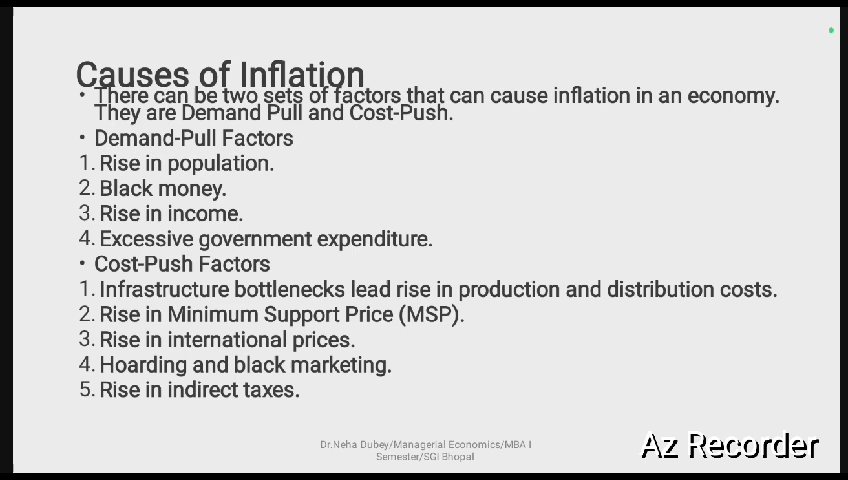 Causes of Inflation
• There can be two sets of factors that can cause inflation in an economy.
They are Demand Pull and Cost-Push.
• Demand-Pull Factors
1. Rise in population.
2. Black money.
3. Rise in income.
4. Excessive government expenditure.
• Cost-Push Factors
1. Infrastructure bottlenecks lead rise in production and distribution costs.
2. Rise in Minimum Support Price (MSP).
3. Rise in international prices.
4. Hoarding and black marketing.
5. Rise in indirect taxes.
Dr.Neha Dubey/Managerial Economics/MBA I
Semester/SGI Bhopal
Az Recorder